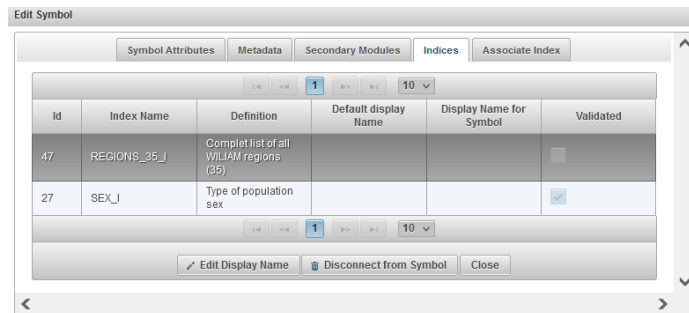 Edit Symbol
Symbol Attributes Metadata Secondary Modules Indices Associate Index
1 10
Id Index Name Definition Default display Name Display Name for Symbol Validated
47 REGIONS_35_I Complet list of all WILIAM regions (35)
27 SEX_I Type of population sex
1 10
Edit Display Name Disconnect from Symbol Close